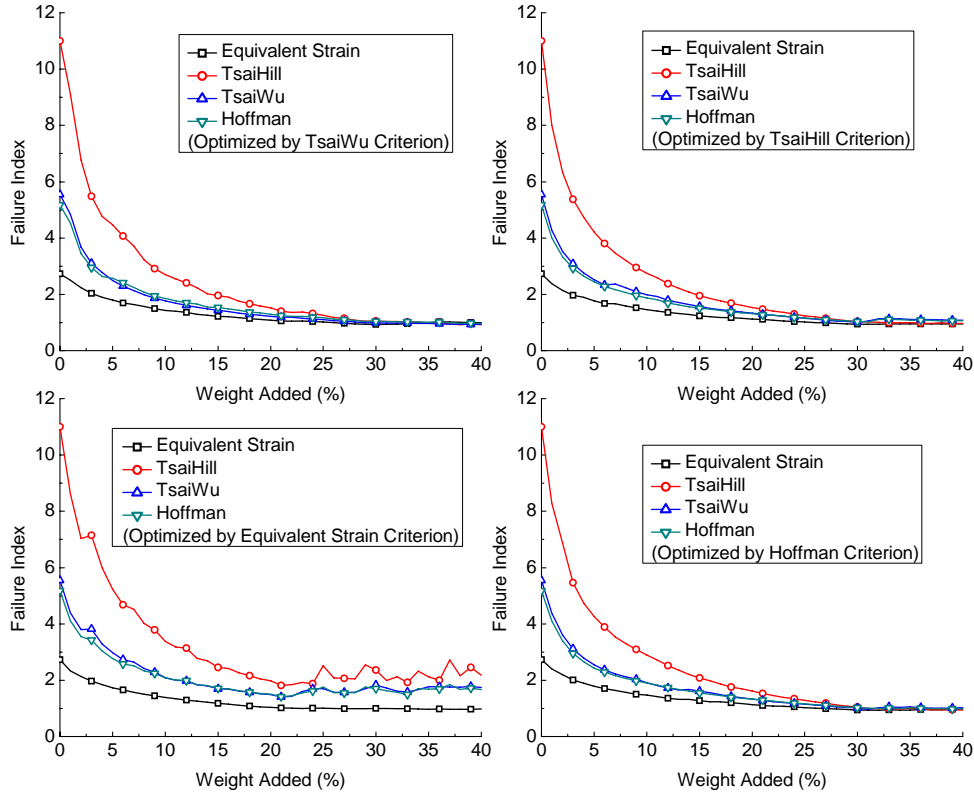 12
10
8
6
4
2
0
Failure Index
Equivalent Strain
TsaiHill
TsaiWu
Hoffman
(Optimized by TsaiWu Criterion)
0 5 10 15 20 25 30 35 40
Weight Added (%)
12
10
8
6
4
2
0
Failure Index
Equivalent Strain
TsaiHill
TsaiWu
Hoffman
(Optimized by TsaiHill Criterion)
0 5 10 15 20 25 30 35 40
Weight Added (%)
12
10
8
6
4
2
0
Failure Index
Equivalent Strain
TsaiHill
TsaiWu
Hoffman
(Optimized by Equivalent Strain Criterion)
0 5 10 15 20 25 30 35 40
Weight Added (%)
12
10
8
6
4
2
0
Failure Index
Equivalent Strain
TsaiHill
TsaiWu
Hoffman
(Optimized by Hoffman Criterion)
0 5 10 15 20 25 30 35 40
Weight Added (%)